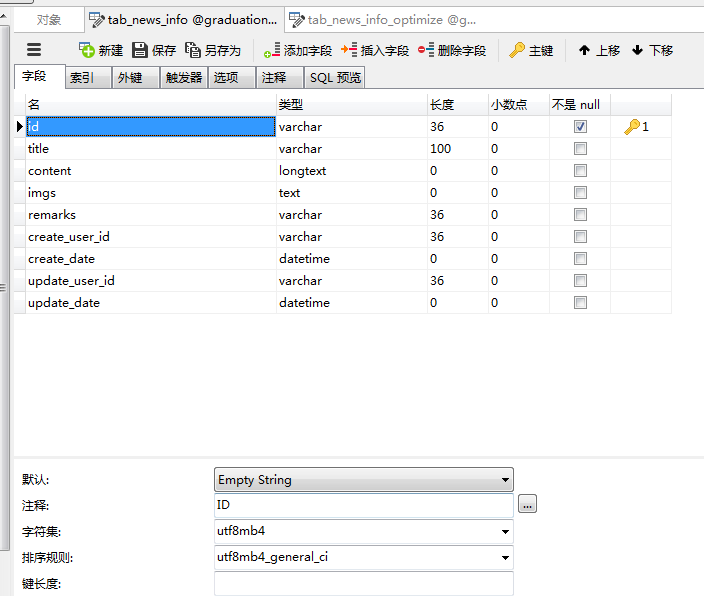 对象 tab_news_info @graduation... tab_news_info_optimize @g...
新建 保存 另存为 添加字段 插入字段 删除字段 主键 上移 下移
字段 索引 外键 触发器 选项 注释 SQL 预览
名 类型 长度 小数点 不是 null
id varchar 36 0 1
title varchar 100 0
content longtext 0 0
imgs text 0 0
remarks varchar 36 0
create_user_id varchar 36 0
create_date datetime 0 0
update_user_id varchar 36 0
update_date datetime 0 0
默认: Empty String
注释: ID ...
字符集: utf8mb4
排序规则: utf8mb4_general_ci
键长度: